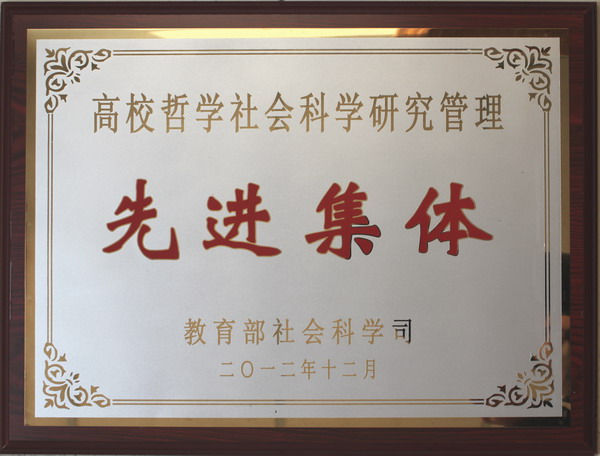 高校哲学社会科学研究管理
先进集体
教育部社会科学司
二〇一二年十二月